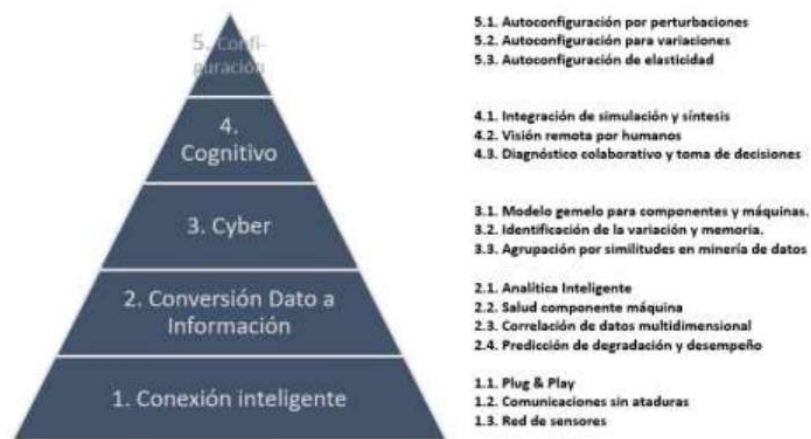 5. Confi-
guración
5.1. Autoconfiguración por perturbaciones
5.2. Autoconfiguración para variaciones
5.3. Autoconfiguración de elasticidad
4.
Cognitivo
4.1. Integración de simulación y síntesis
4.2. Visión remota por humanos
4.3. Diagnóstico colaborativo y toma de decisiones
3. Cyber
3.1. Modelo gemelo para componentes y máquinas.
3.2. Identificación de la variación y memoria.
3.3. Agrupación por similitudes en minería de datos
2. Conversión Dato a
Información
2.1. Analítica Inteligente
2.2. Salud componente máquina
2.3. Correlación de datos multidimensional
2.4. Predicción de degradación y desempeño
1. Conexión inteligente
1.1. Plug & Play
1.2. Comunicaciones sin ataduras
1.3. Red de sensores